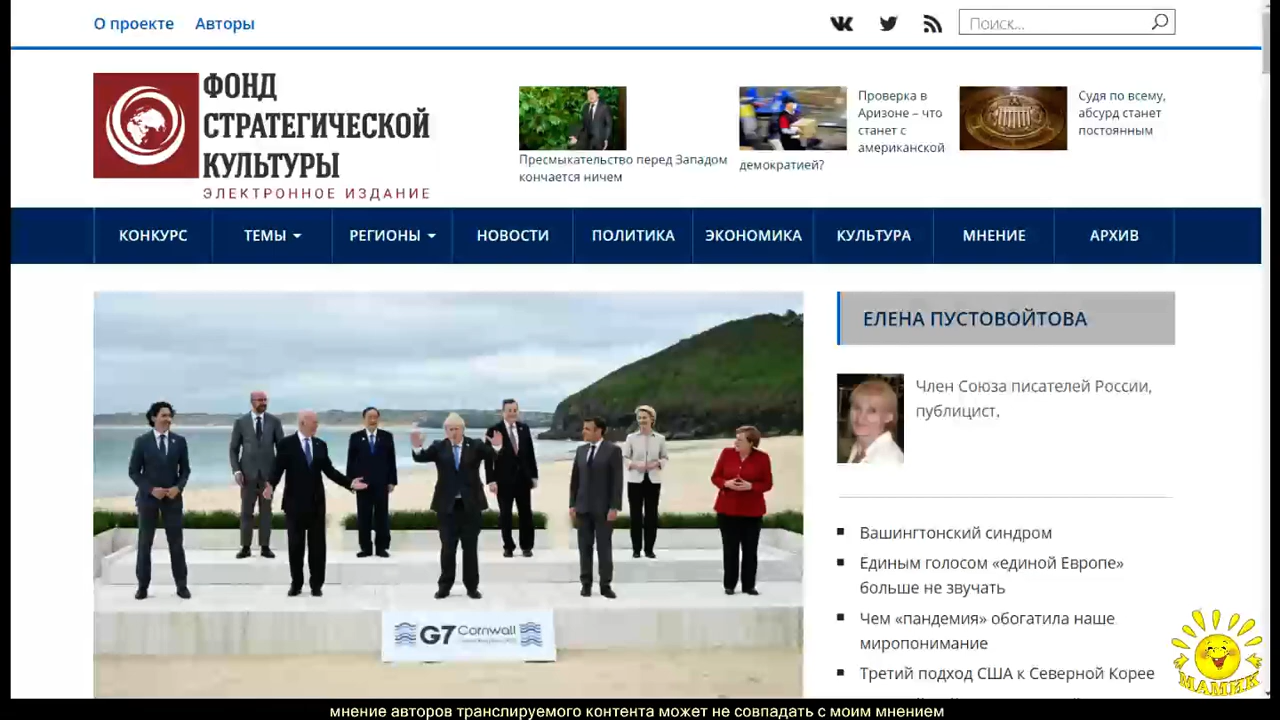 О проекте
Авторы
Поиск...
ФОНД
СТРАТЕГИЧЕСКОЙ
КУЛЬТУРЫ
ЭЛЕКТРОННОЕ ИЗДАНИЕ
Пресмыкательство перед Западом
кончается ничем
Проверка в
Аризоне – что
станет с
американской
демократией?
Судя по всему,
абсурд станет
постоянным
КОНКУРС
ТЕМЫ
РЕГИОНЫ
НОВОСТИ
ПОЛИТИКА
ЭКОНОМИКА
КУЛЬТУРА
МНЕНИЕ
АРХИВ
G7 Cornwall
ЕЛЕНА ПУСТОВОЙТОВА
Член Союза писателей России,
публицист.
Вашингтонский синдром
Единым голосом «единой Европе»
больше не звучать
Чем «пандемия» обогатила наше
миропонимание
Третий подход США к Северной Корее
МАМИК
мнение авторов транслируемого контента может не совпадать с моим мнением